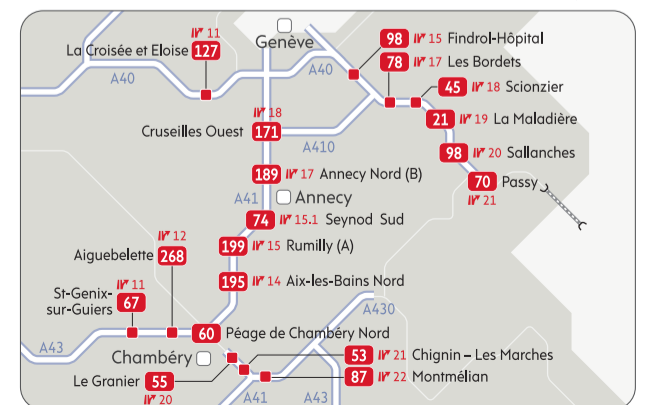 Genève
La Croisée et Eloise 127 11
A40
A40
98 15 Findrol-Hôpital
78 17 Les Bordets
45 18 Scionzier
21 19 La Maladière
98 20 Sallanches
70 Passy
21
18
Cruseilles Ouest 171
A410
189 17 Annecy Nord (B)
A41
Annecy
74 15.1 Seynod Sud
199 15 Rumilly (A)
195 14 Aix-les-Bains Nord
12
Aiguebelette 268
11
St-Genix-
sur-Guiers 67
A43
60 Péage de Chambéry Nord
A430
Chambéry
53 21 Chignin – Les Marches
Le Granier 55
20
87 22 Montmélian
A41
A43